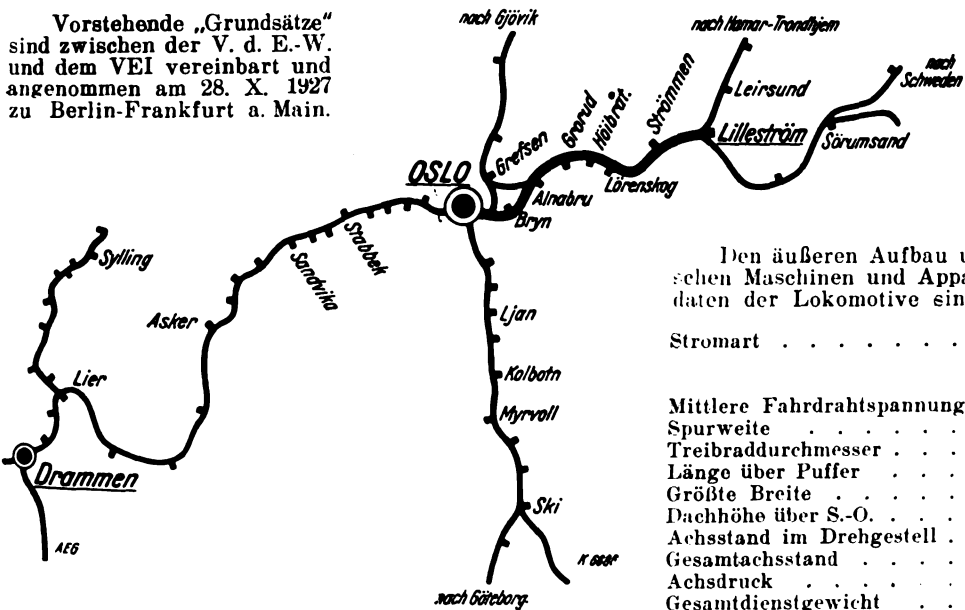 Vorstehende „Grundsätze“
sind zwischen der V. d. E.-W.
und dem VEI vereinbart und
angenommen am 28. X. 1927
zu Berlin-Frankfurt a. Main.
nach Gjövik
nach Hamar-Trondhjem
nach
Schweden
Leirsund
Lilleström
Sörumsand
Strömmen
Höibråt.
Grorud
Grefsen
Lörenskog
Alnabru
Bryn
OSLO
Stabbek
Sandvika
Sylling
Asker
Lier
Drammen
AEG
Ljan
Kolbotn
Myrvoll
Ski
nach Göteborg
Den äußeren Aufbau
schen Maschinen und
daten der Lokomotive
Stromart . . . . . . .
Mittlere Fahrdrahtspannung
Spurweite . . . . . .
Treibraddurchmesser . . .
Länge über Puffer . . .
Größte Breite . . . . .
Dachhöhe über S.-O. . . .
Achsstand im Drehgestell .
Gesamtachsstand . . . .
Achsdruck . . . . . .
Gesamtdienstgewicht . .